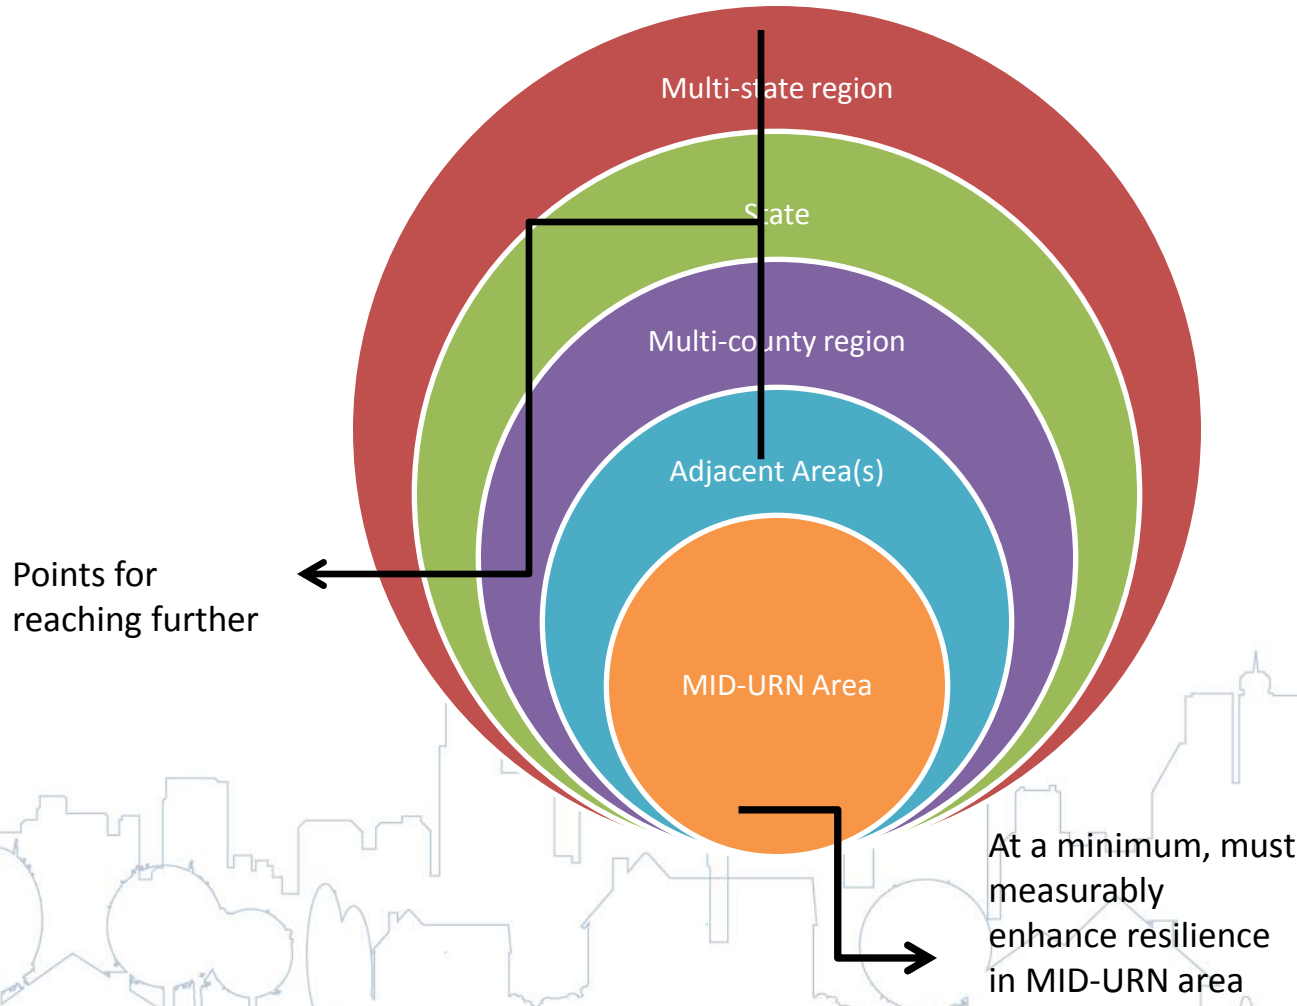 Multi-state region
State
Multi-county region
Adjacent Area(s)
Points for
reaching further
MID-URN Area
At a minimum, must
measurably
enhance resilience
in MID-URN area